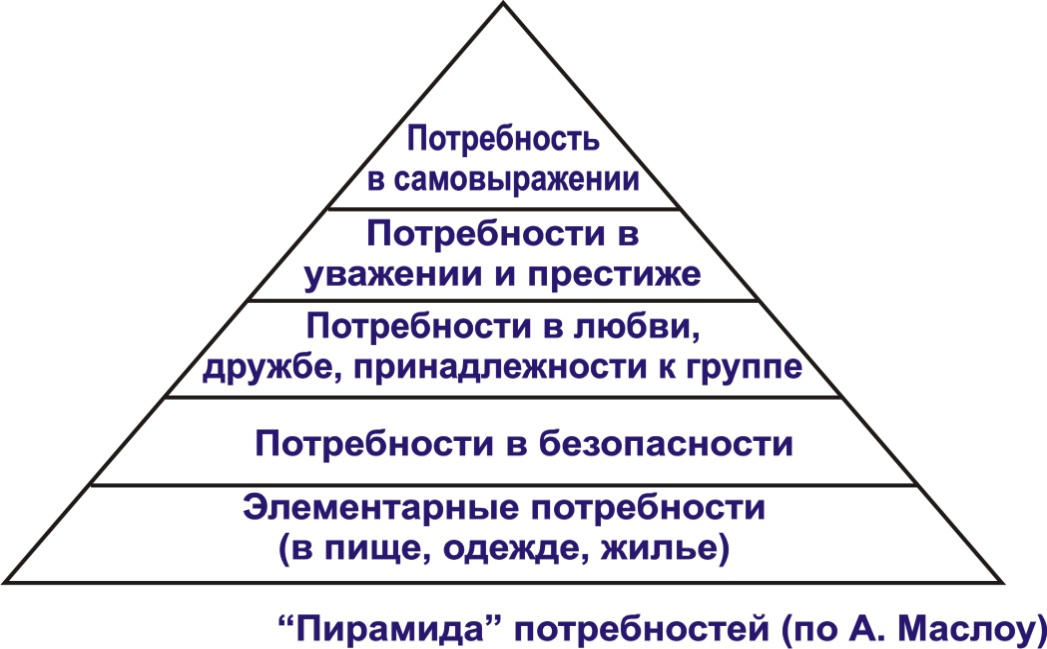 Потребность
в самовыражении
Потребности в
уважении и престиже
Потребности в любви,
дружбе, принадлежности к группе
Потребности в безопасности
Элементарные потребности
(в пище, одежде, жилье)
“Пирамида” потребностей (по А. Маслоу)